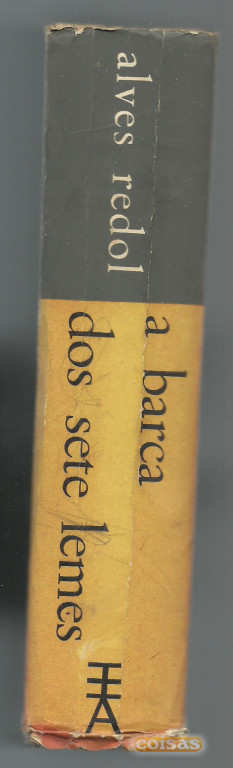 alves redol
a barca
dos sete lemes
coisas